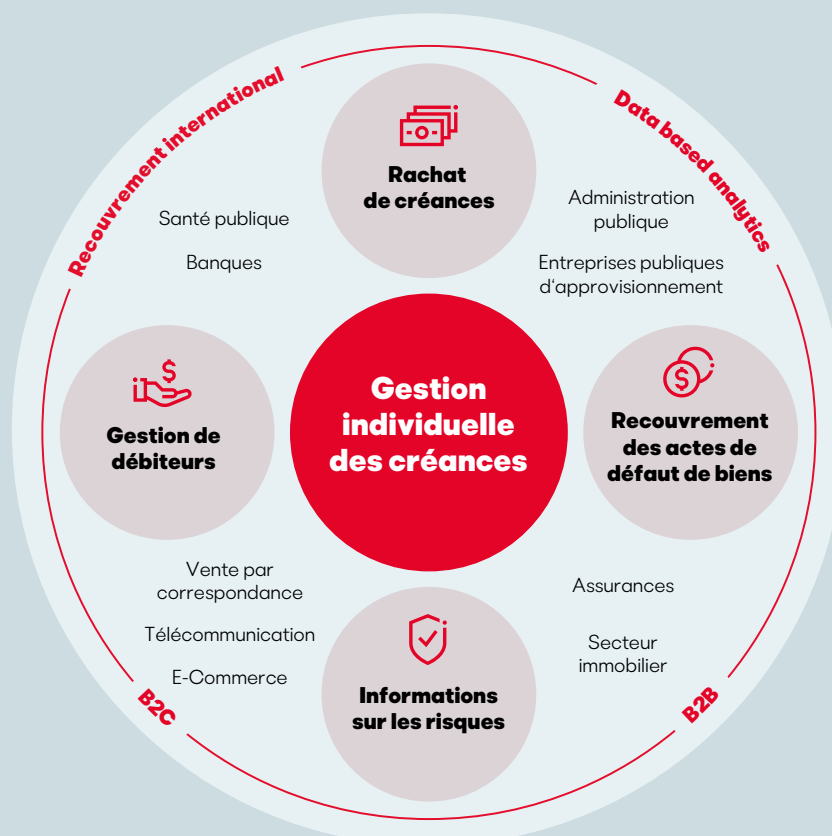 Recouvrement international
Data based analytics
Rachat
de créances
Santé publique
Banques
Administration
publique
Entreprises publiques
d‘approvisionnement
Gestion de
débiteurs
Gestion
individuelle
des créances
Recouvrement
des actes de
défaut de biens
Vente par
correspondance
Télécommunication
E-Commerce
Assurances
Secteur
immobilier
Informations
sur les risques
B2C
B2B